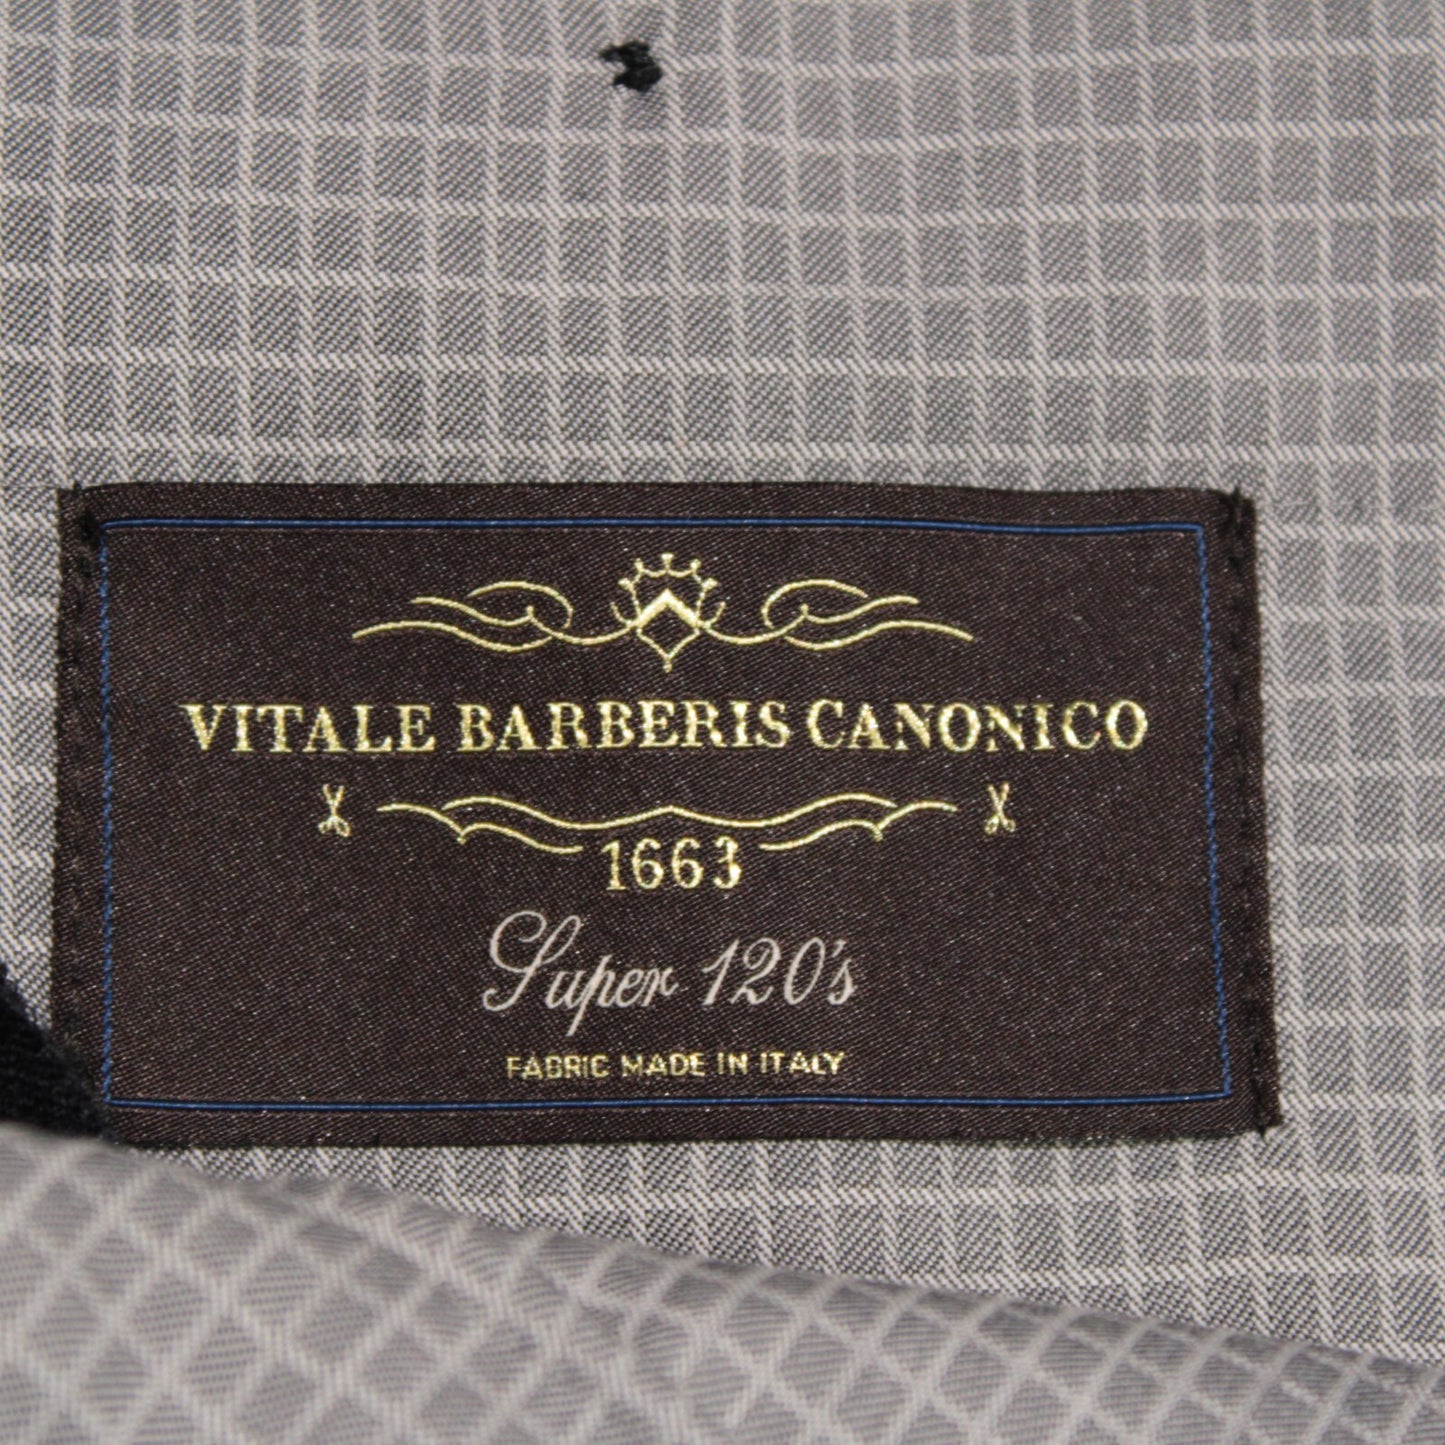 VITALE BARBERIS CANONICO
1663
Super 120's
FABRIC MADE IN ITALY